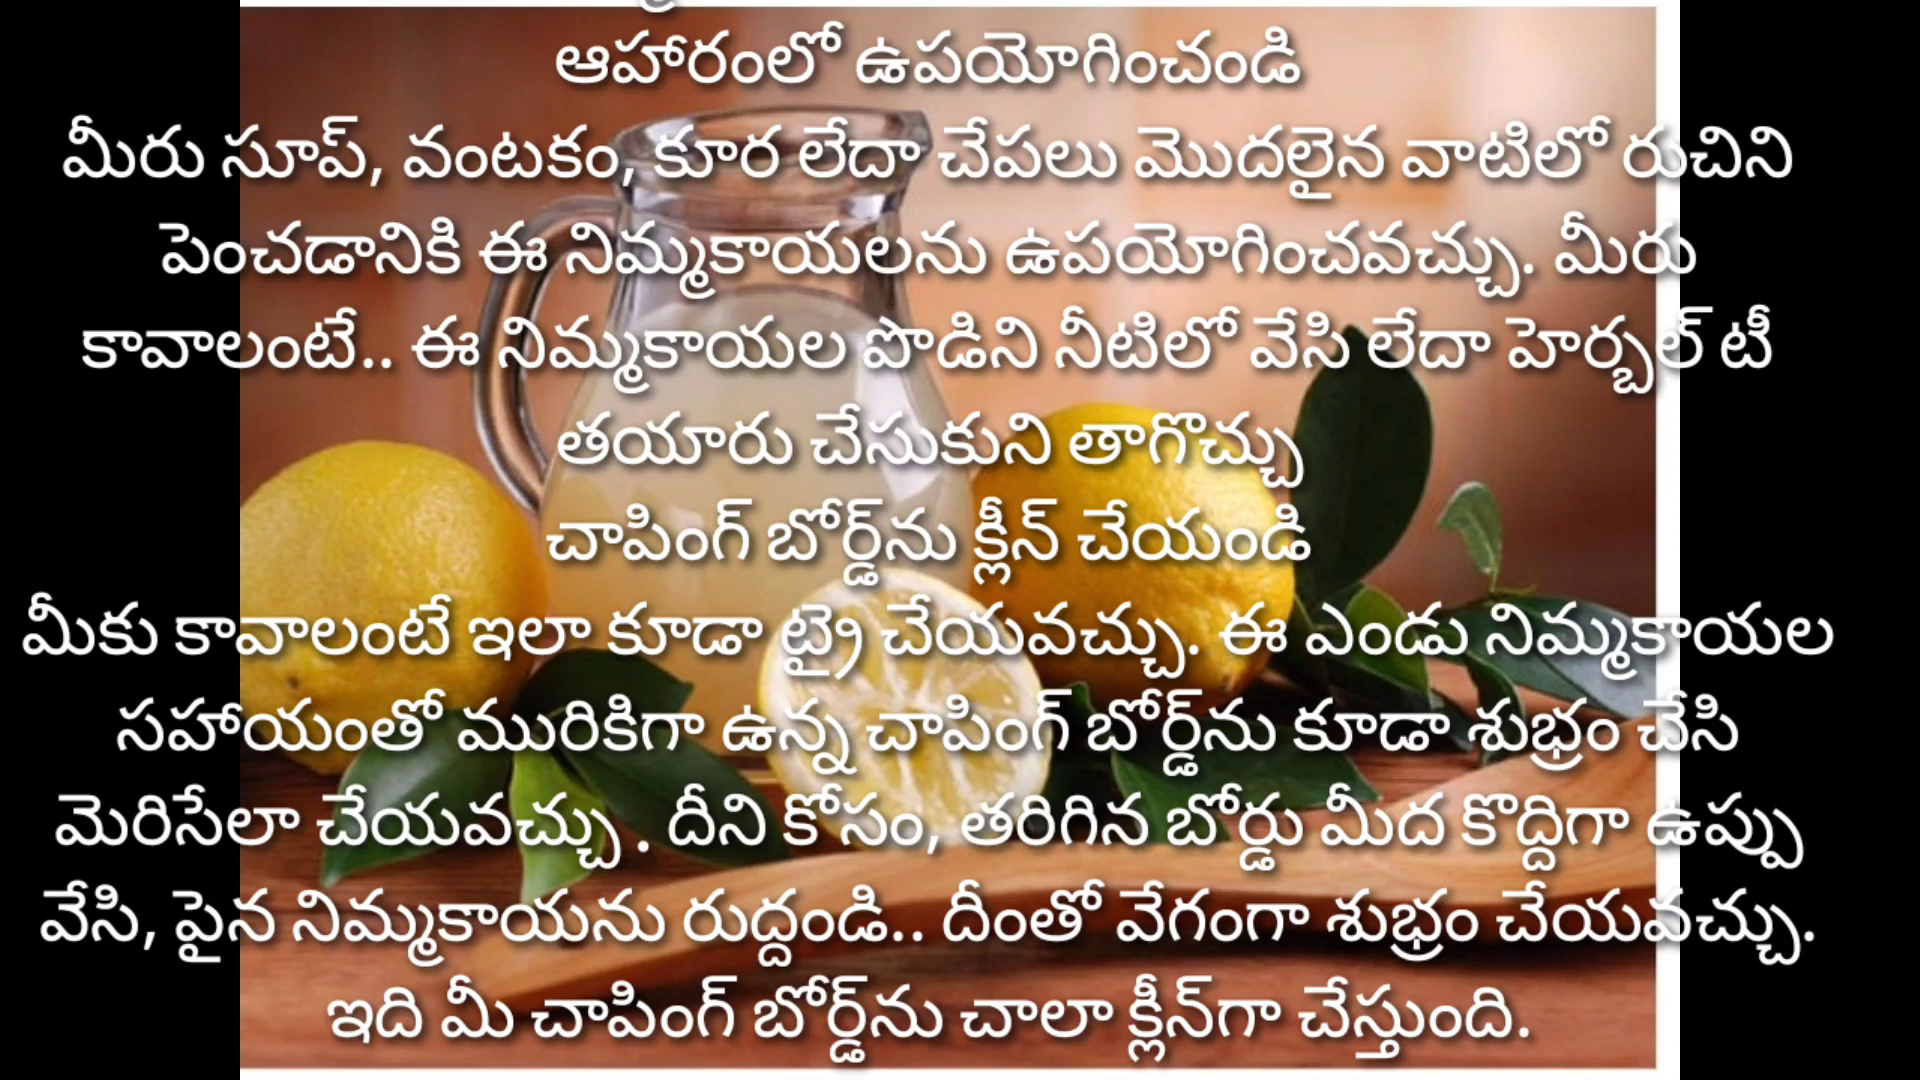 ఆహారంలో ఉపయోగించండి
మీరు సూప్, వంటకం, కూర లేదా చేపలు మొదలైన వాటిలో రుచిని
పెంచడానికి ఈ నిమ్మకాయలను ఉపయోగించవచ్చు. మీరు
కావాలంటే.. ఈ నిమ్మకాయల పొడిని నీటిలో వేసి లేదా హెర్బల్ టీ
తయారు చేసుకుని తాగొచ్చు
చాపింగ్ బోర్డ్‌ను క్లీన్ చేయండి
మీకు కావాలంటే ఇలా కూడా ట్రై చేయవచ్చు. ఈ ఎండు నిమ్మకాయల
సహాయంతో మురికిగా ఉన్న చాపింగ్ బోర్డ్‌ను కూడా శుభ్రం చేసి
మెరిసేలా చేయవచ్చు . దీని కోసం, తరిగిన బోర్డు మీద కొద్దిగా ఉప్పు
వేసి, పైన నిమ్మకాయను రుద్దండి.. దీంతో వేగంగా శుభ్రం చేయవచ్చు.
ఇది మీ చాపింగ్ బోర్డ్‌ను చాలా క్లీన్‌గా చేస్తుంది.